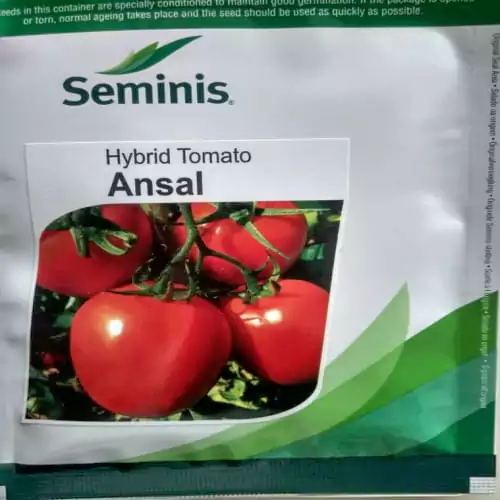 eeds in this container are specially conditioned to maintain good germination. If the package is opened
or torn, normal ageing takes place and the seed should be used as quickly as possible.
Seminis®
Hybrid Tomato
Ansal